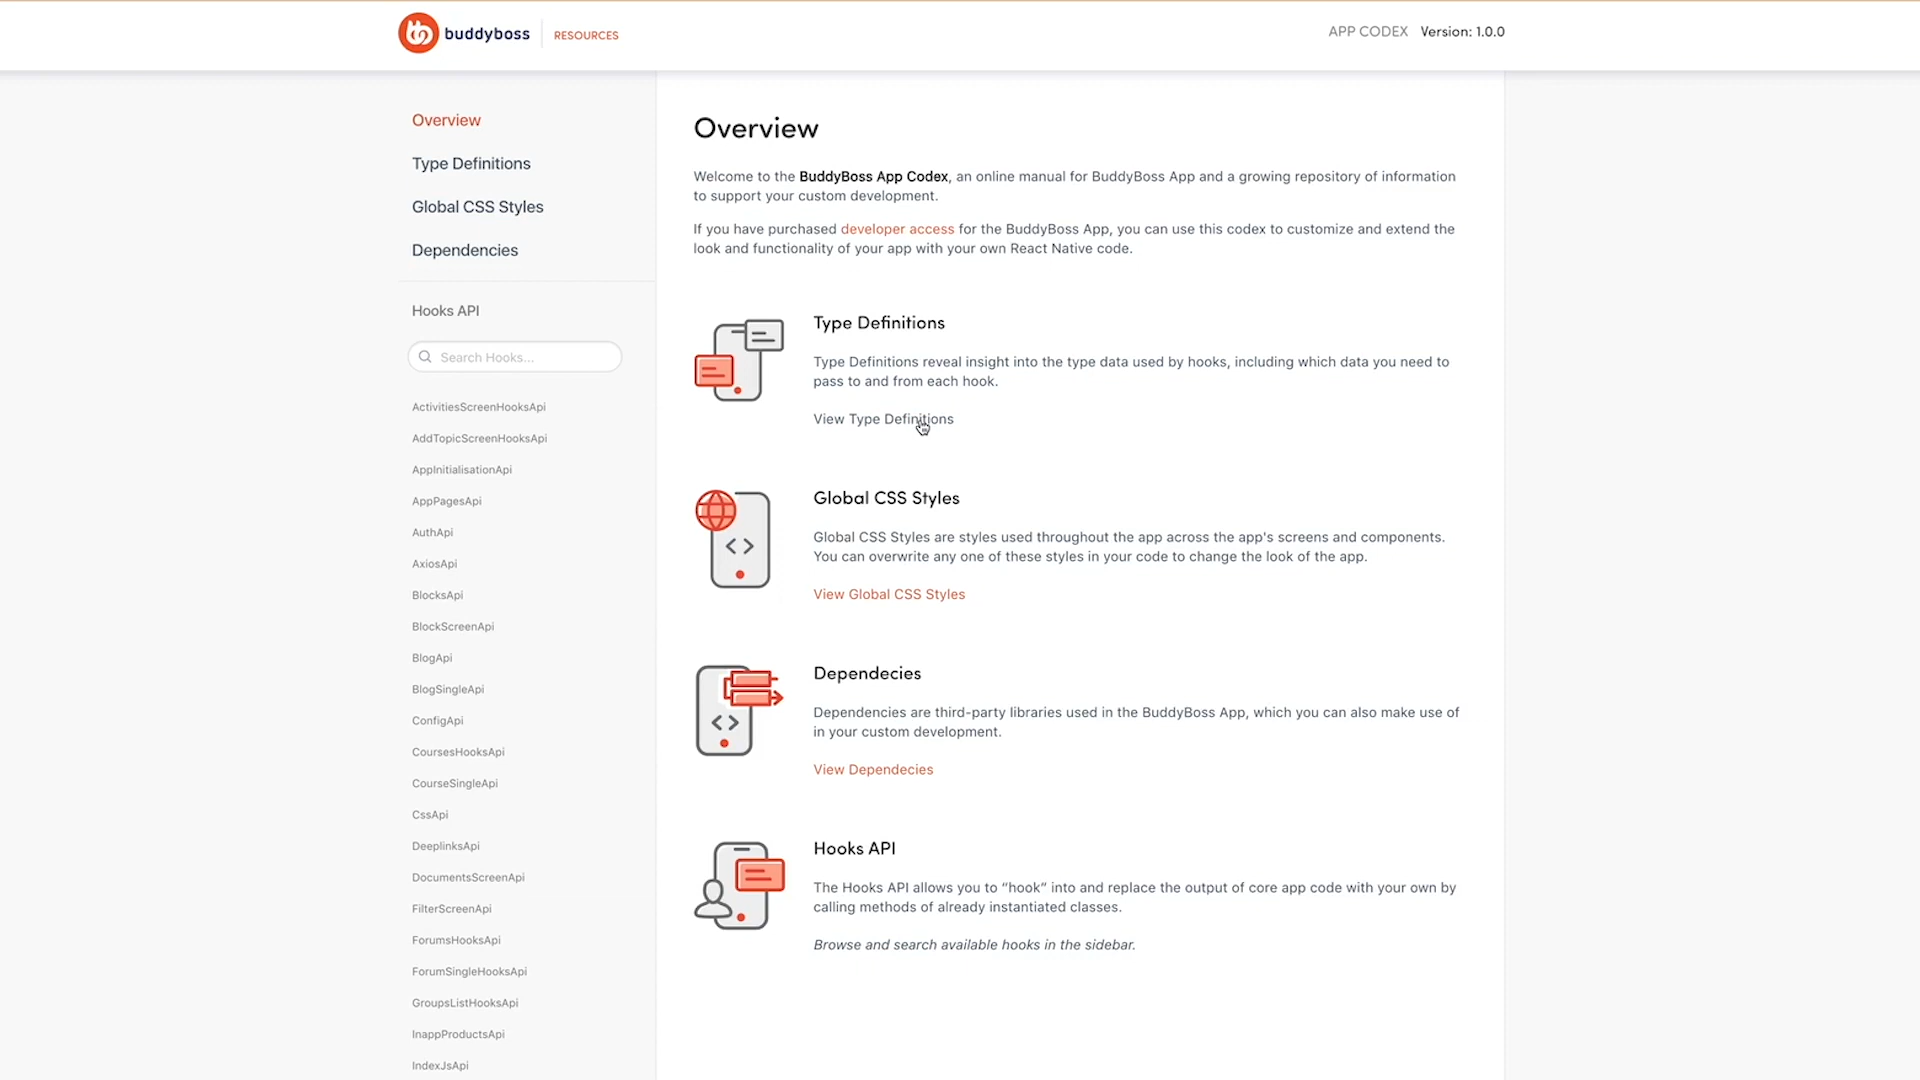 buddyboss
RESOURCES
APP CODEX Version: 1.0.0
Overview
Type Definitions
Global CSS Styles
Dependencies
Hooks API
Search Hooks...
ActivitiesScreenHooksApi
AddTopicScreenHooksApi
AppInitialisationApi
AppPagesApi
AuthApi
AxiosApi
BlocksApi
BlockScreenApi
BlogApi
BlogSingleApi
ConfigApi
CoursesHooksApi
CourseSingleApi
CssApi
DeeplinksApi
DocumentsScreenApi
FilterScreenApi
ForumsHooksApi
ForumSingleHooksApi
GroupsListHooksApi
InappProductsApi
IndexJsApi
Overview
Welcome to the BuddyBoss App Codex, an online manual for BuddyBoss App and a growing repository of information
to support your custom development.
If you have purchased developer access for the BuddyBoss App, you can use this codex to customize and extend the
look and functionality of your app with your own React Native code.
Type Definitions
Type Definitions reveal insight into the type data used by hooks, including which data you need to
pass to and from each hook.
View Type Definitions
Global CSS Styles
Global CSS Styles are styles used throughout the app across the app's screens and components.
You can overwrite any one of these styles in your code to change the look of the app.
View Global CSS Styles
Dependecies
Dependencies are third-party libraries used in the BuddyBoss App, which you can also make use of
in your custom development.
View Dependecies
Hooks API
The Hooks API allows you to “hook” into and replace the output of core app code with your own by
calling methods of already instantiated classes.
Browse and search available hooks in the sidebar.